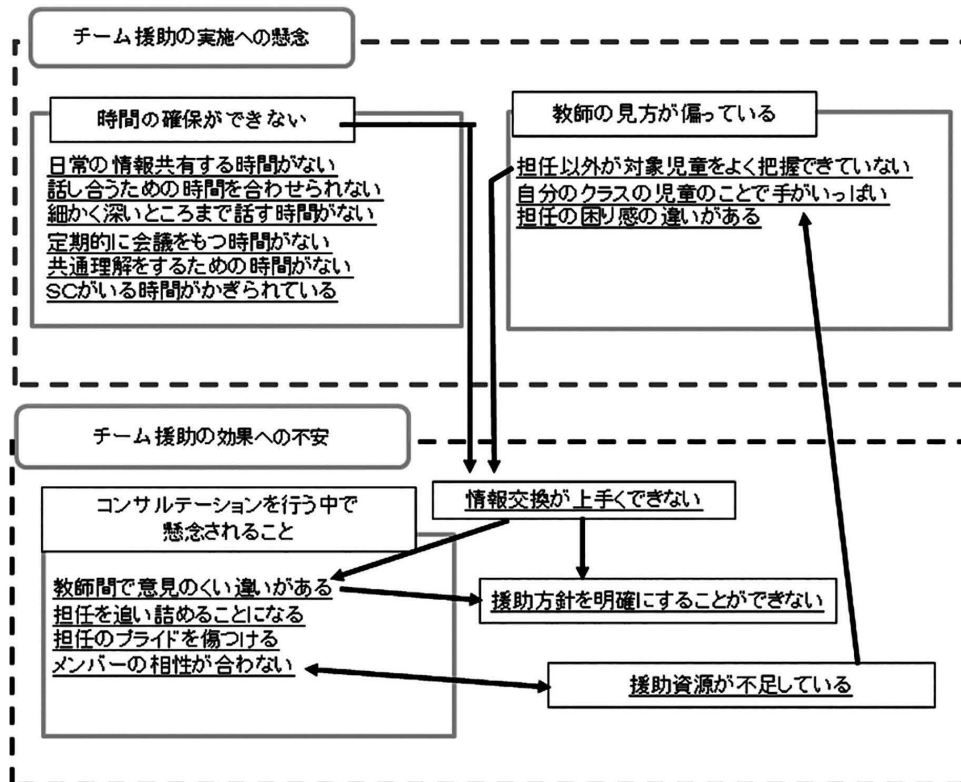 チーム援助の実施への懸念
時間の確保ができない
日常の情報共有する時間がない
話し合うための時間を合わせられない
細かく深いところまで話す時間がない
定期的に会議をもつ時間がない
共通理解をするための時間がない
SCがいる時間がかぎられている
教師の見方が偏っている
担任以外が対象児童をよく把握できていない
自分のクラスの児童のことで手がいっぱい
担任の困り感の違いがある
チーム援助の効果への不安
情報交換が上手くできない
コンサルテーションを行う中で
懸念されること
教師間で意見のくい違いがある
担任を追い詰めることになる
担任のプライドを傷つける
メンバーの相性が合わない
援助方針を明確にすることができない
援助資源が不足している